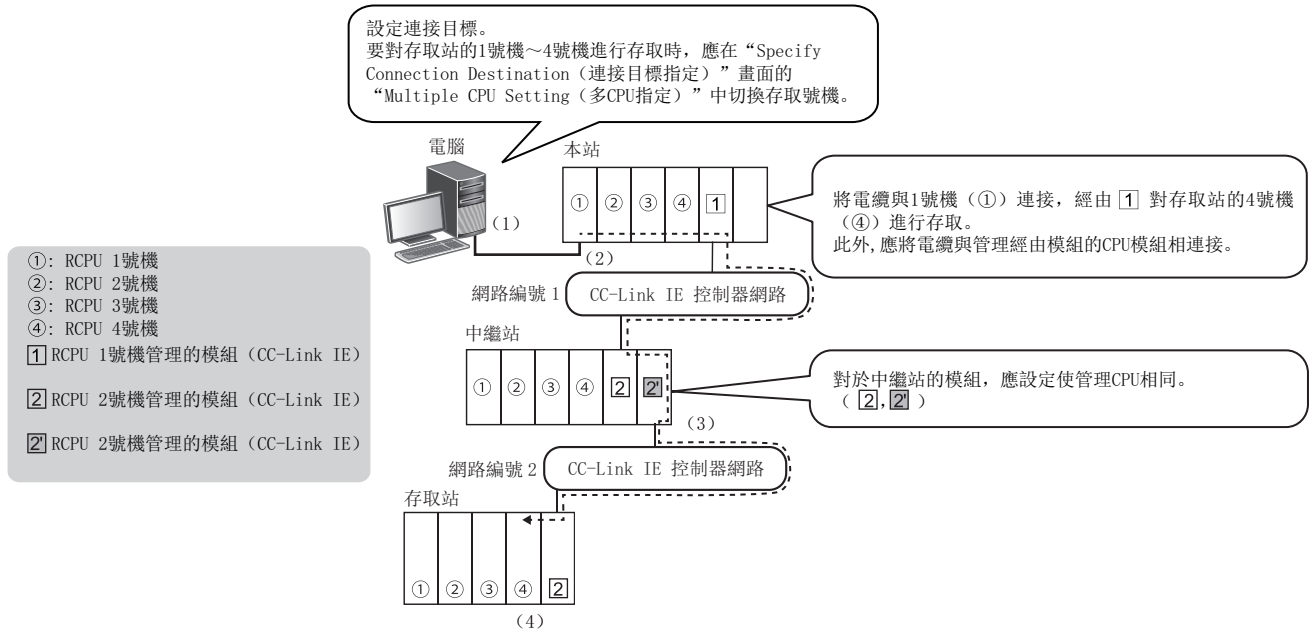 設定連接目標。
要對存取站的1號機～4號機進行存取時，應在“Specify
Connection Destination（連接目標指定）”畫面的
“Multiple CPU Setting（多CPU指定）”中切換存取號機。
電腦
本站
① ② ③ ④ 1
(1)
(2)
將電纜與1號機（①）連接，經由 1 對存取站的4號機
（④）進行存取。
此外,應將電纜與管理經由模組的CPU模組相連接。
①: RCPU 1號機
②: RCPU 2號機
③: RCPU 3號機
④: RCPU 4號機
1 RCPU 1號機管理的模組（CC-Link IE）
2 RCPU 2號機管理的模組（CC-Link IE）
2' RCPU 2號機管理的模組（CC-Link IE）
網路編號 1
CC-Link IE 控制器網路
中繼站
① ② ③ ④ 2 2'
(3)
對於中繼站的模組，應設定使管理CPU相同。
（ 2, 2' ）
網路編號 2
CC-Link IE 控制器網路
存取站
① ② ③ ④ 2
(4)